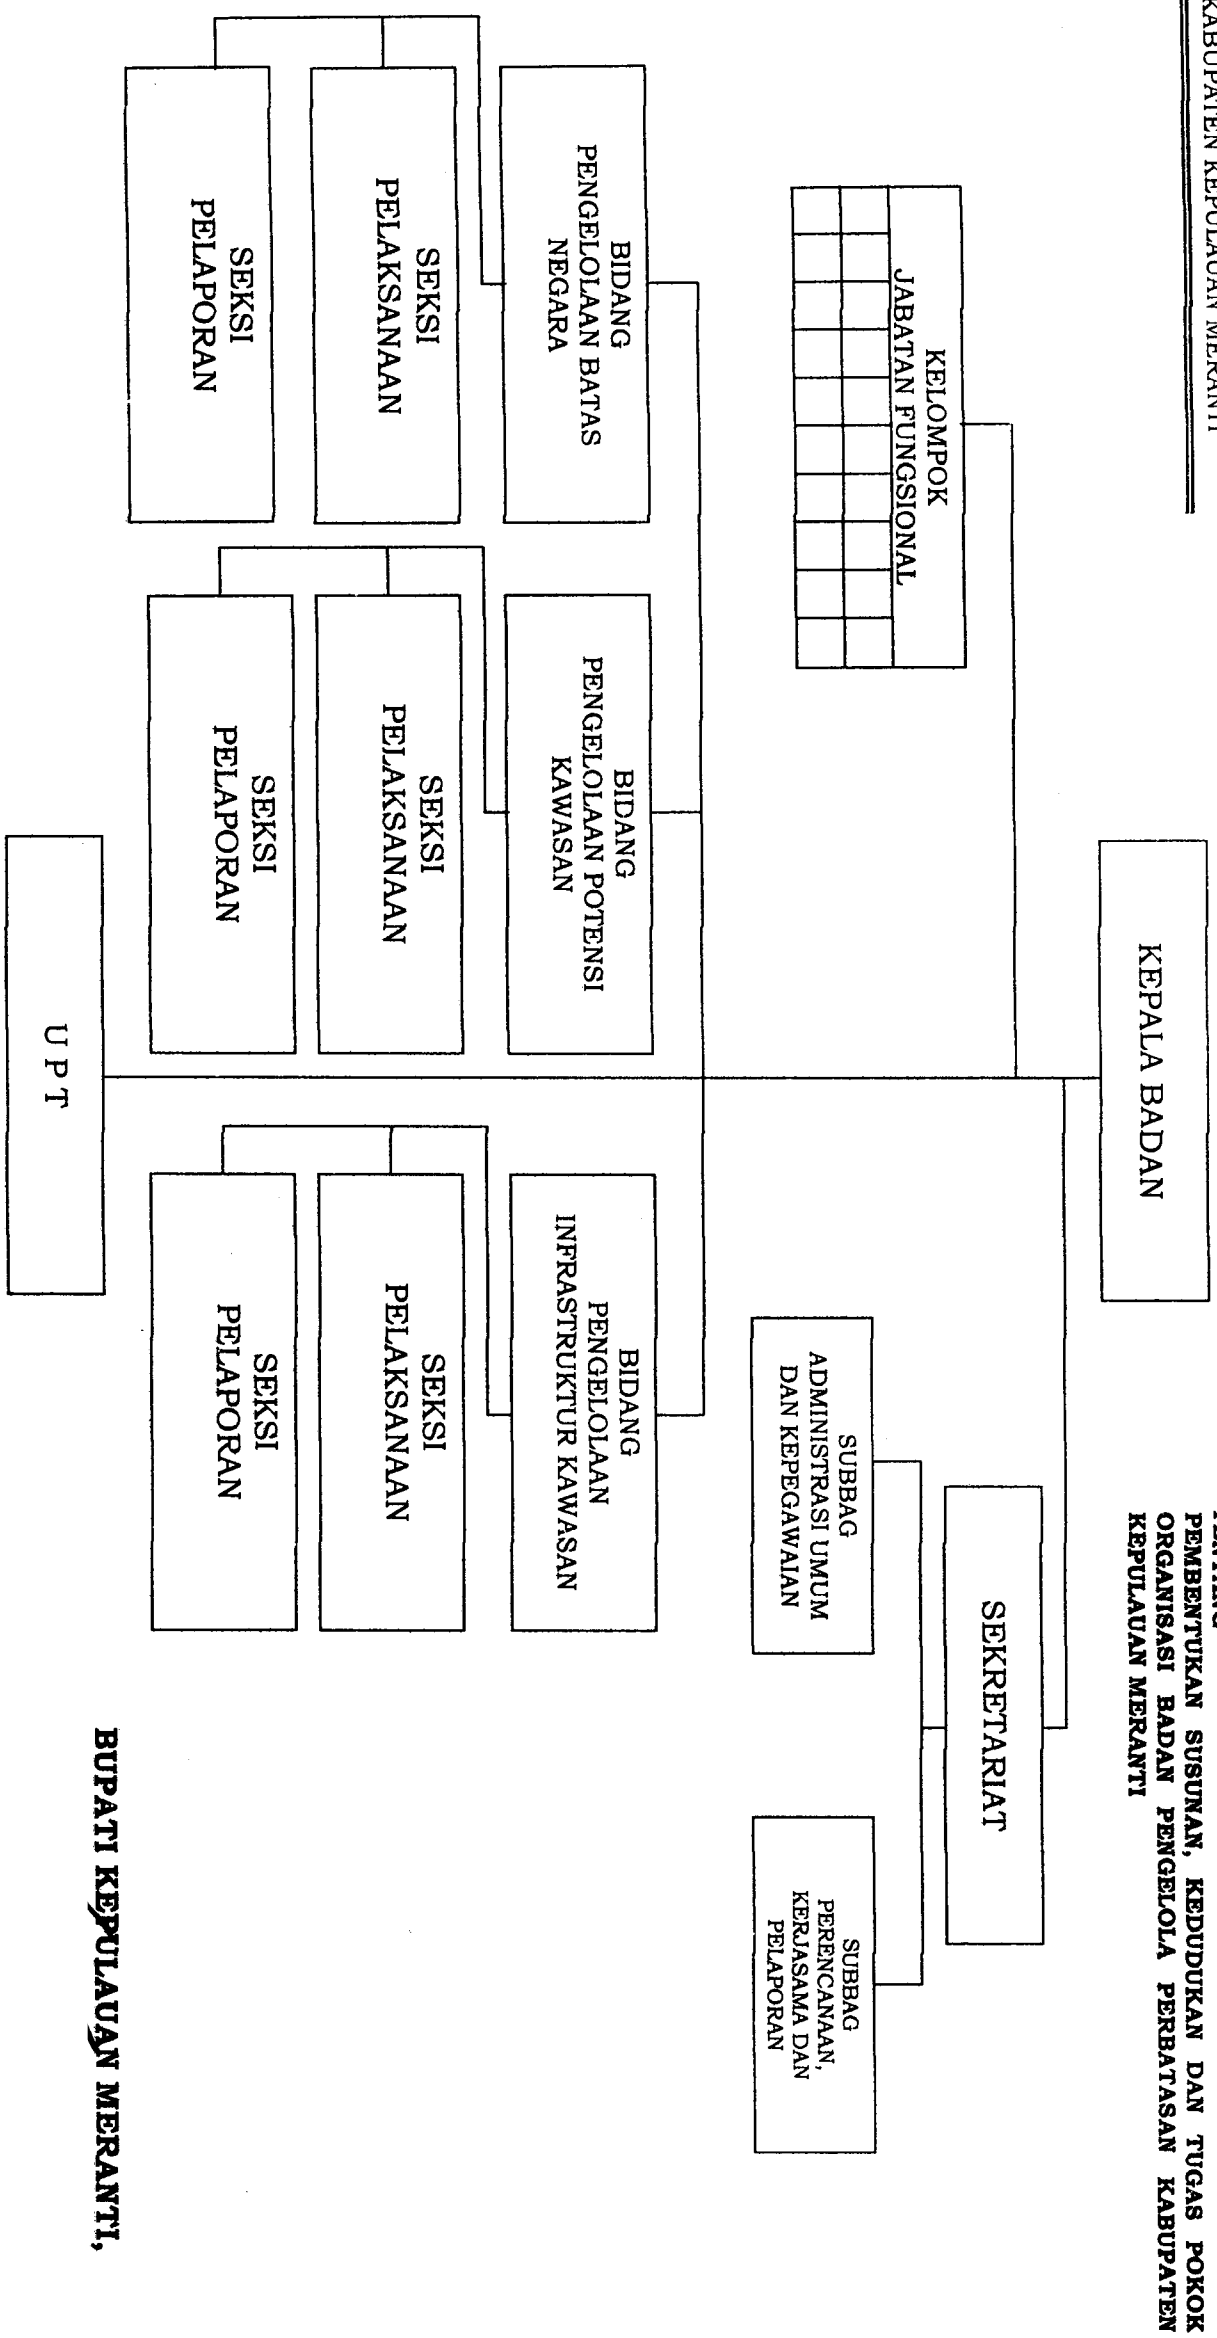 KABUPATEN KEPULAUAN MERANTI
PEMBENTUKAN SUSUNAN, KEDUDUKAN DAN TUGAS POKOK
ORGANISASI BADAN PENGELOLA PERBATASAN KABUPATEN
KEPULAUAN MERANTI
KEPALA BADAN
KELOMPOK
JABATAN FUNGSIONAL
SEKRETARIAT
SUBBAG
ADMINISTRASI UMUM
DAN KEPEGAWAIAN
SUBBAG
PERENCANAAN,
KERJASAMA DAN
PELAPORAN
BIDANG
PENGELOLAAN BATAS
NEGARA
BIDANG
PENGELOLAAN POTENSI
KAWASAN
BIDANG
PENGELOLAAN
INFRASTRUKTUR KAWASAN
SEKSI
PELAKSANAAN
SEKSI
PELAKSANAAN
SEKSI
PELAKSANAAN
SEKSI
PELAPORAN
SEKSI
PELAPORAN
SEKSI
PELAPORAN
U P T
BUPATI KEPULAUAN MERANTI,